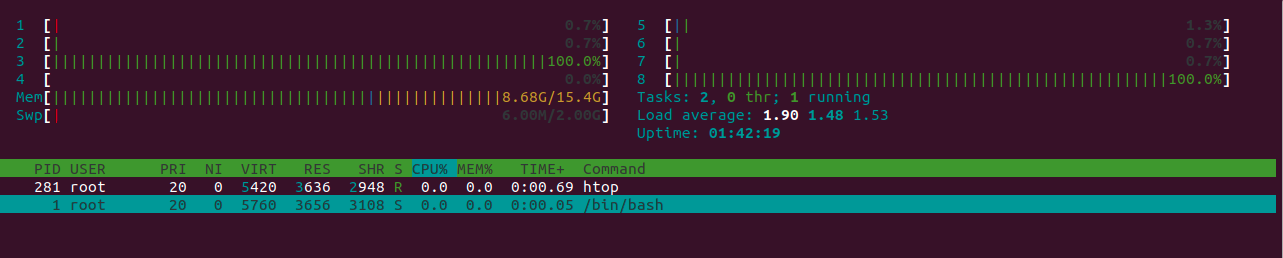 1 [| 0.7%] 5 [|| 1.3%]
2 [| 0.7%] 6 [| 0.7%]
3 [|||||||||||||||||||||||||||||||||||||||||||||||||||||||100.0%] 7 [| 0.7%]
4 [ 0.0%] 8 [|||||||||||||||||||||||||||||||||||||||||||||||||||||||100.0%]
Mem[||||||||||||||||||||||||||||||||||||||||||||||||||8.68G/15.4G] Tasks: 2, 0 thr; 1 running
Swp[| 6.00M/2.00G] Load average: 1.90 1.48 1.53
Uptime: 01:42:19
PID USER PRI NI VIRT RES SHR S CPU% MEM% TIME+ Command
281 root 20 0 5420 3636 2948 R 0.0 0.0 0:00.69 htop
1 root 20 0 5760 3656 3108 S 0.0 0.0 0:00.05 /bin/bash